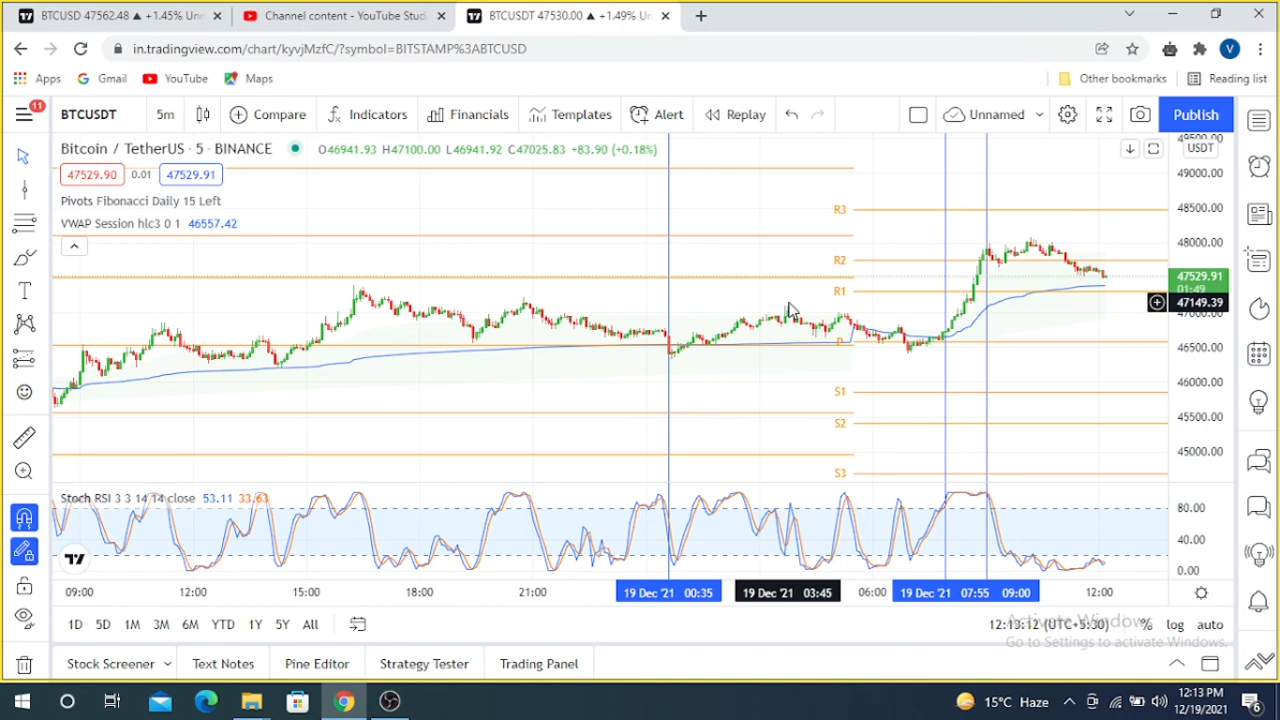 BTCUSD 47562.48 ▲ +1.45% Unn
Channel content - YouTube Studio
BTCUSDT 47530.00 ▲ +1.49% Un
in.tradingview.com/chart/kyvjMzfC/?symbol=BITSTAMP%3ABTCUSD
V
Apps
Gmail
YouTube
Maps
Other bookmarks
Reading list
11
BTCUSDT
5m
Compare
Indicators
Financials
Templates
Alert
Replay
Unnamed
Publish
Bitcoin / TetherUS · 5 · BINANCE
O46941.93 H47100.00 L46941.92 C47025.83 +83.90 (+0.18%)
USDT
47529.90
0.01
47529.91
Pivots Fibonacci Daily 15 Left
VWAP Session hlc3 0 1 46557.42
R3
R2
R1
P
S1
S2
S3
49500.00
49000.00
48500.00
48000.00
47529.91
01:49
47149.39
47000.00
46500.00
46000.00
45500.00
45000.00
Stoch RSI 3 3 14 14 close 53.11 33.63
80.00
40.00
0.00
09:00
12:00
15:00
18:00
21:00
19 Dec '21 00:35
19 Dec '21 03:45
06:00
19 Dec '21 07:55
09:00
12:00
1D
5D
1M
3M
6M
YTD
1Y
5Y
All
12:13:12 (UTC+5:30)
%
log
auto
Activate Windows
Go to Settings to activate Windows.
Stock Screener
Text Notes
Pine Editor
Strategy Tester
Trading Panel
15°C Haze
12:13 PM
12/19/2021
6